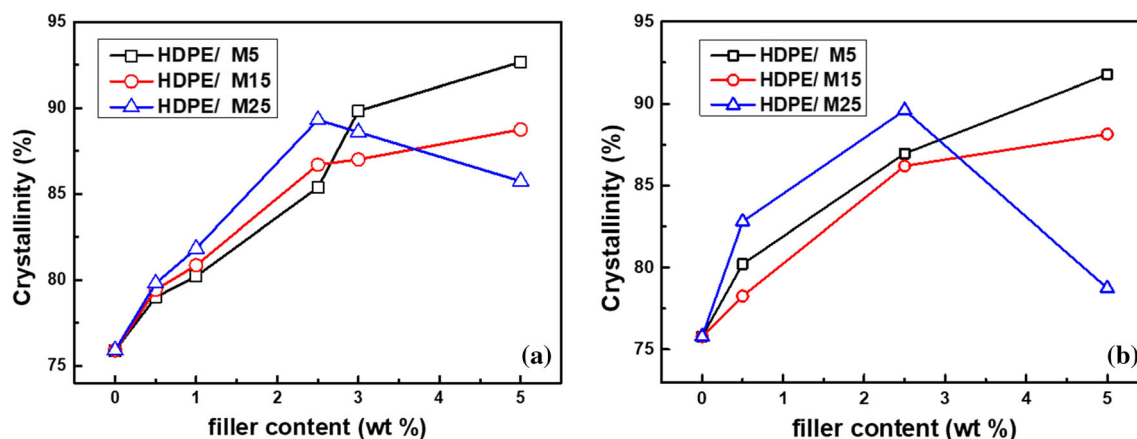 95
90
85
80
75
Crystallinity (%)
HDPE/ M5
HDPE/ M15
HDPE/ M25
(a)
0 1 2 3 4 5
filler content (wt %)
95
90
85
80
75
Crystallinity (%)
HDPE/ M5
HDPE/ M15
HDPE/ M25
(b)
0 1 2 3 4 5
filler content (wt %)